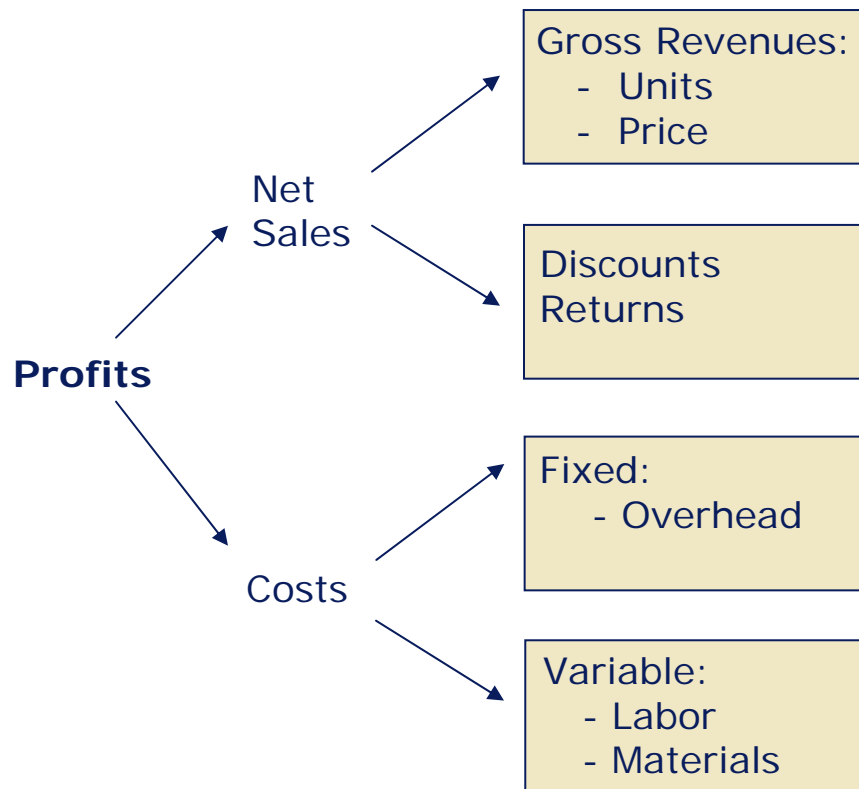 Gross Revenues:
- Units
- Price
Net
Sales
Discounts
Returns
Profits
Fixed:
- Overhead
Costs
Variable:
- Labor
- Materials